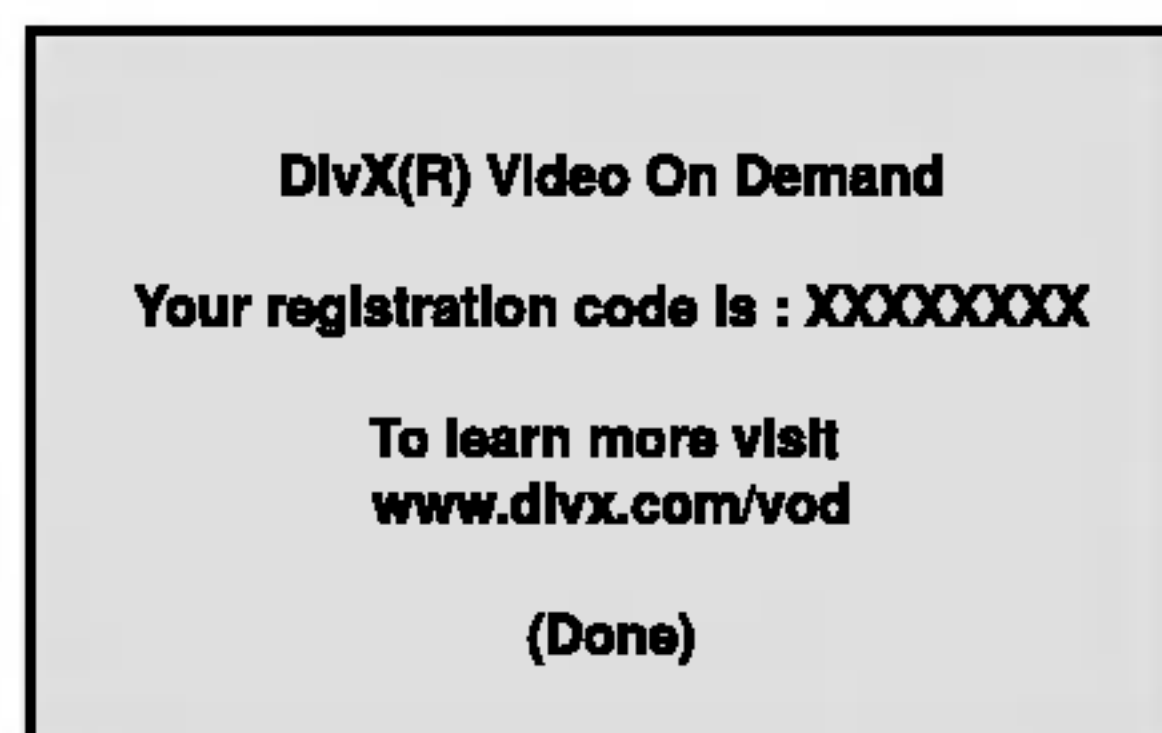 DivX(R) Video On Demand
Your registration code is : XXXXXXXX
To learn more visit
www.divx.com/vod
(Done)